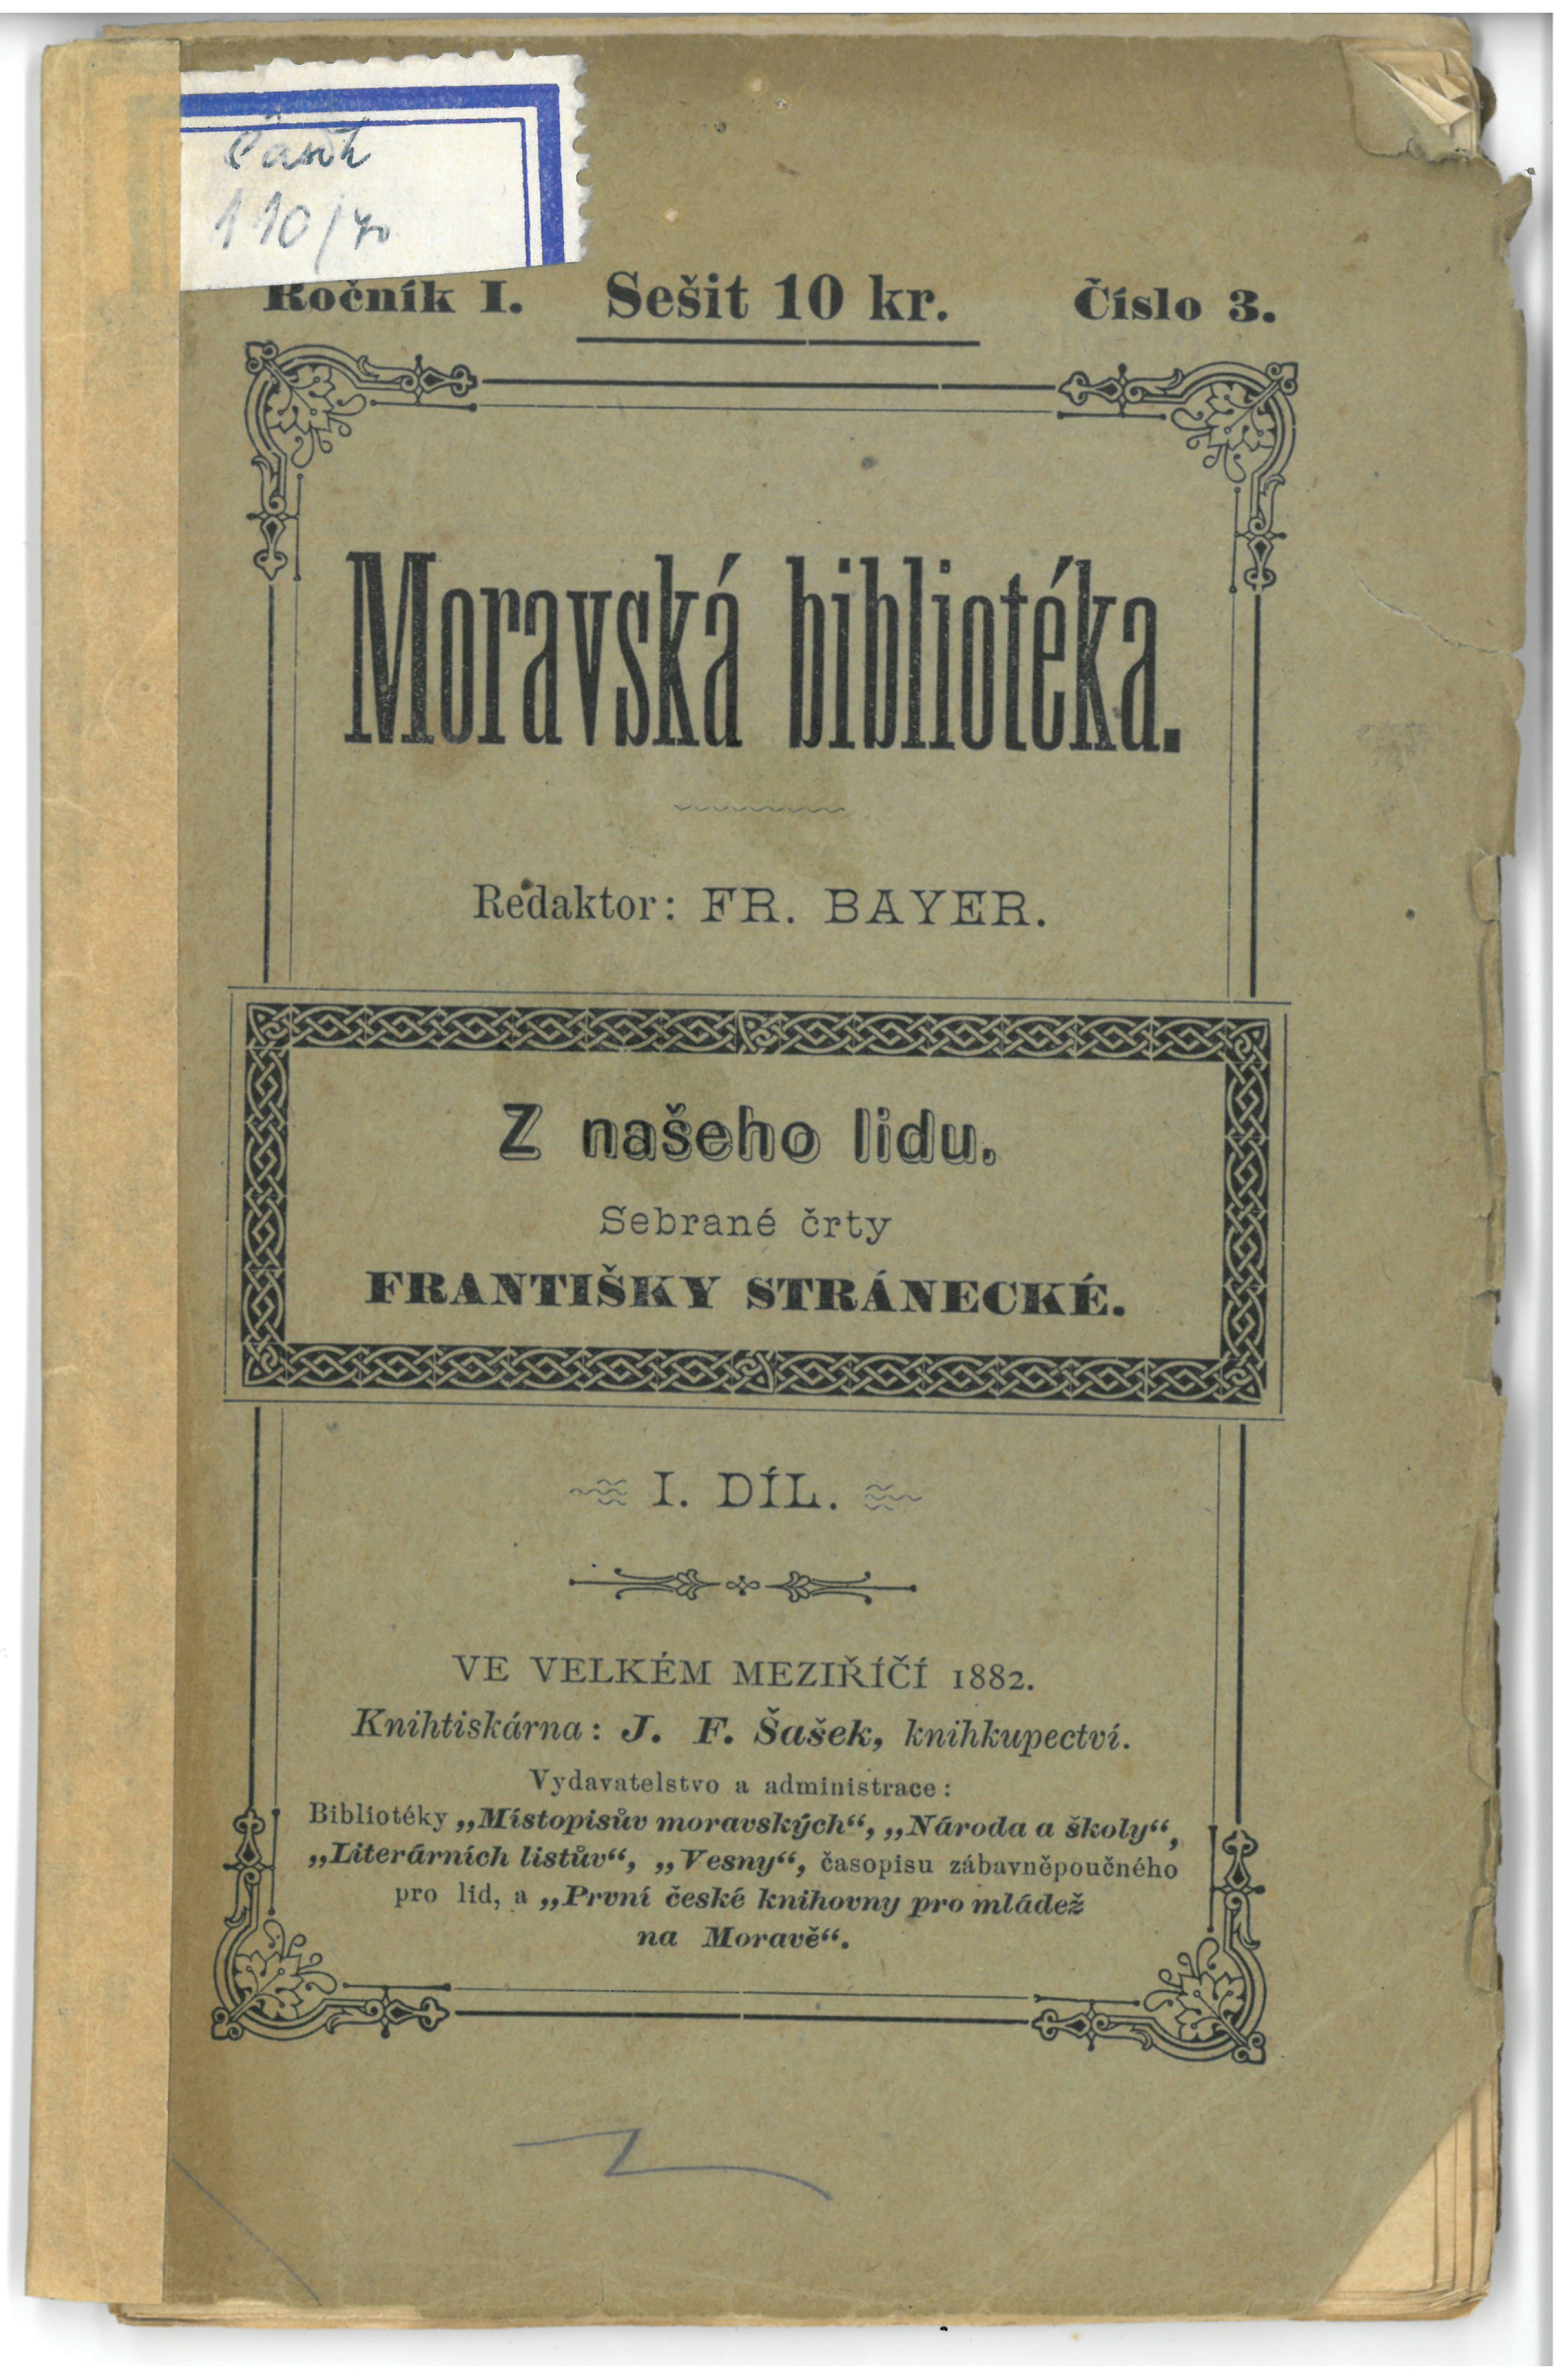 110/70
Ročník I. Sešit 10 kr. Číslo 3.
Moravská bibliotéka.
Redaktor: FR. BAYER.
Z našeho lidu.
Sebrané črty
FRANTIŠKY STRÁNECKÉ.
I. DÍL.
VE VELKÉM MEZIŘÍČÍ 1882.
Knihtiskárna: J. F. Šašek, knihkupectví.
Vydavatelstvo a administrace:
Bibliotéky „Místopisův moravských“, „Národa a školy“,
„Literárních listův“, „Vesny“, časopisu zábavněpoučného
pro lid, a „První české knihovny pro mládež
na Moravě“.